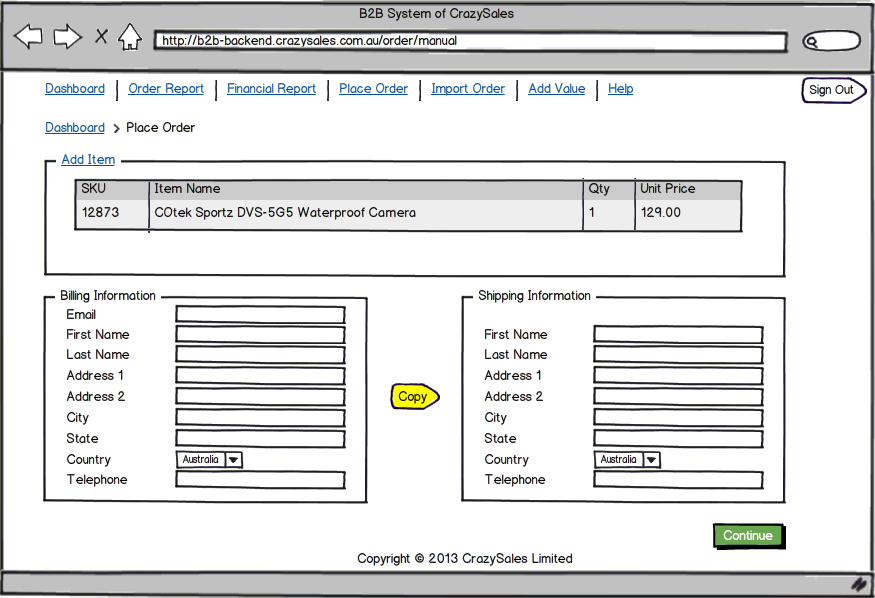 B2B System of CrazySales
http://b2b-backend.crazysales.com.au/order/manual
Dashboard Order Report Financial Report Place Order Import Order Add Value Help Sign Out
Dashboard > Place Order
Add Item
SKU Item Name Qty Unit Price
12873 COtek Sportz DVS-5G5 Waterproof Camera 1 129.00
Billing Information
Email
First Name
Last Name
Address 1
Address 2
City
State
Country Australia
Telephone
Copy
Shipping Information
First Name
Last Name
Address 1
Address 2
City
State
Country Australia
Telephone
Continue
Copyright © 2013 CrazySales Limited